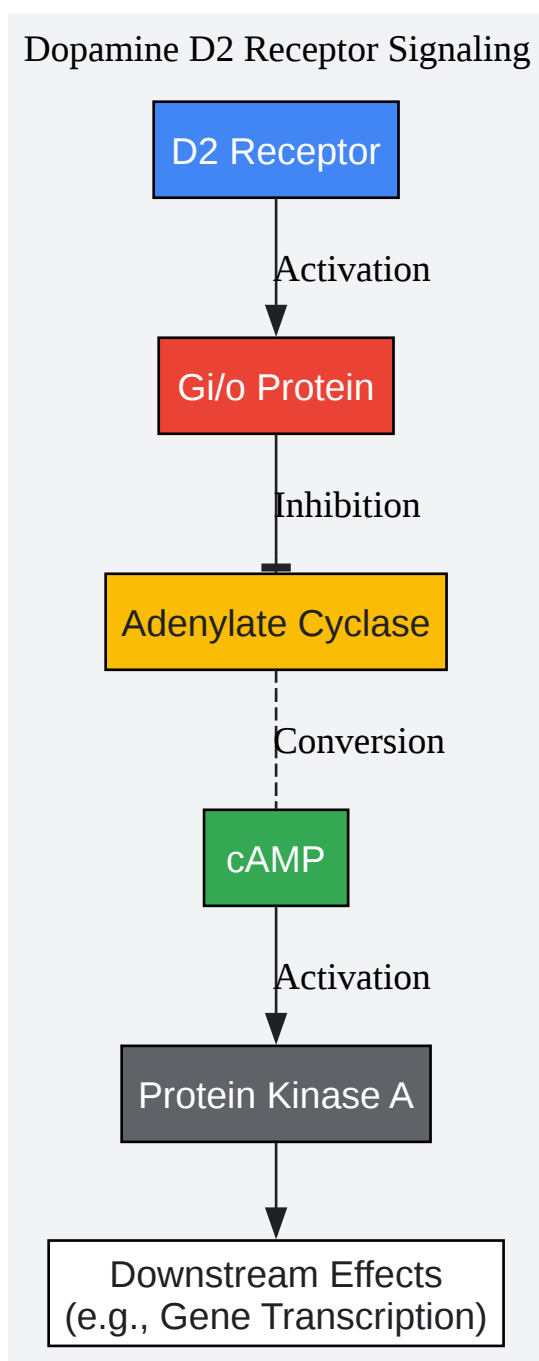 Dopamine D2 Receptor Signaling
D2 Receptor
Activation
Gi/o Protein
Inhibition
Adenylate Cyclase
Conversion
cAMP
Activation
Protein Kinase A
Downstream Effects
(e.g., Gene Transcription)